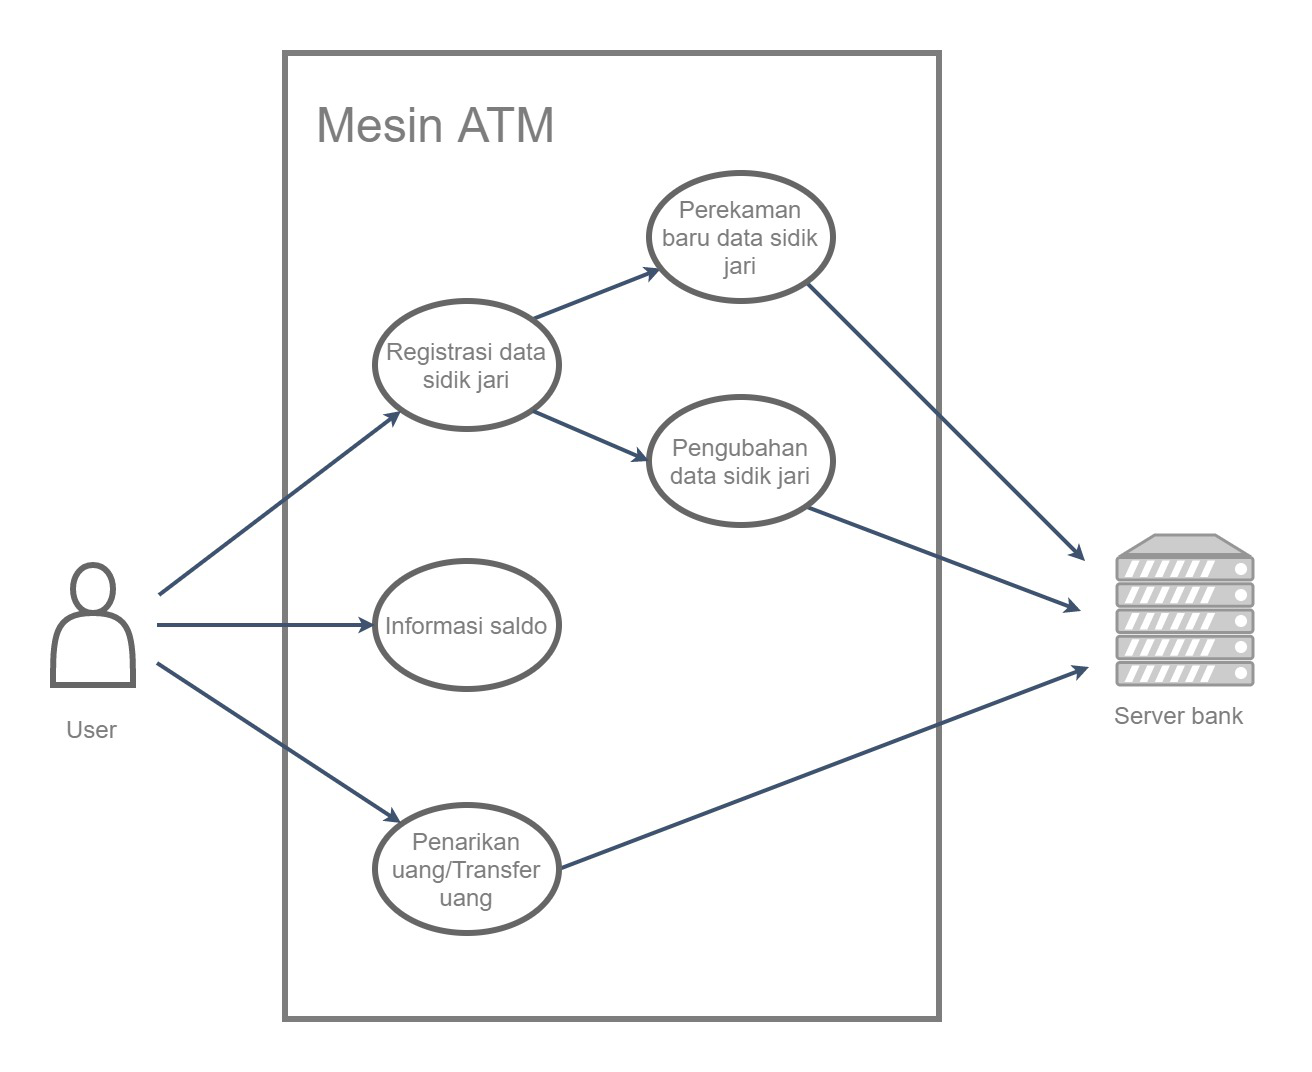 Mesin ATM
Perekaman
baru data sidik
jari
Registrasi data
sidik jari
Pengubahan
data sidik jari
Informasi saldo
User
Server bank
Penarikan
uang/Transfer
uang